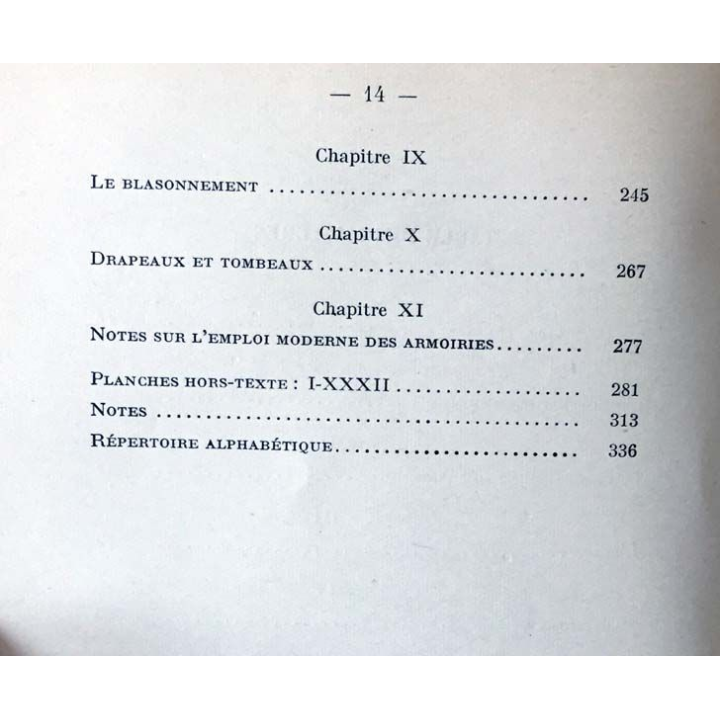 — 14 —
Chapitre IX
Le blasonnement ................................. 245
Chapitre X
Drapeaux et tombeaux ........................... 267
Chapitre XI
Notes sur l'emploi moderne des armoiries......... 277
Planches hors-texte : I-XXXII ................... 281
Notes ........................................... 313
Répertoire alphabétique.......................... 336